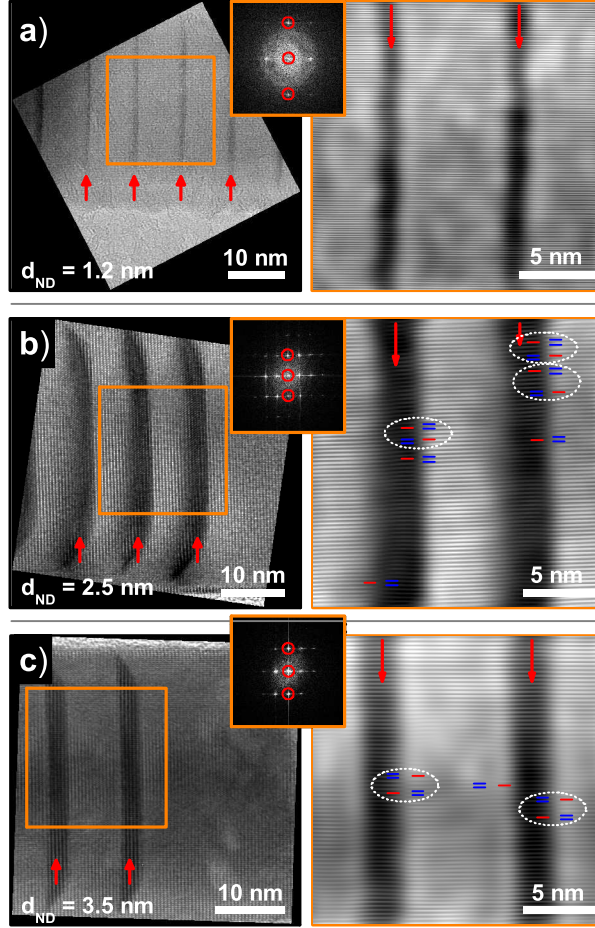 a)
d_ND = 1.2 nm
10 nm
5 nm
b)
d_ND = 2.5 nm
10 nm
5 nm
c)
d_ND = 3.5 nm
10 nm
5 nm